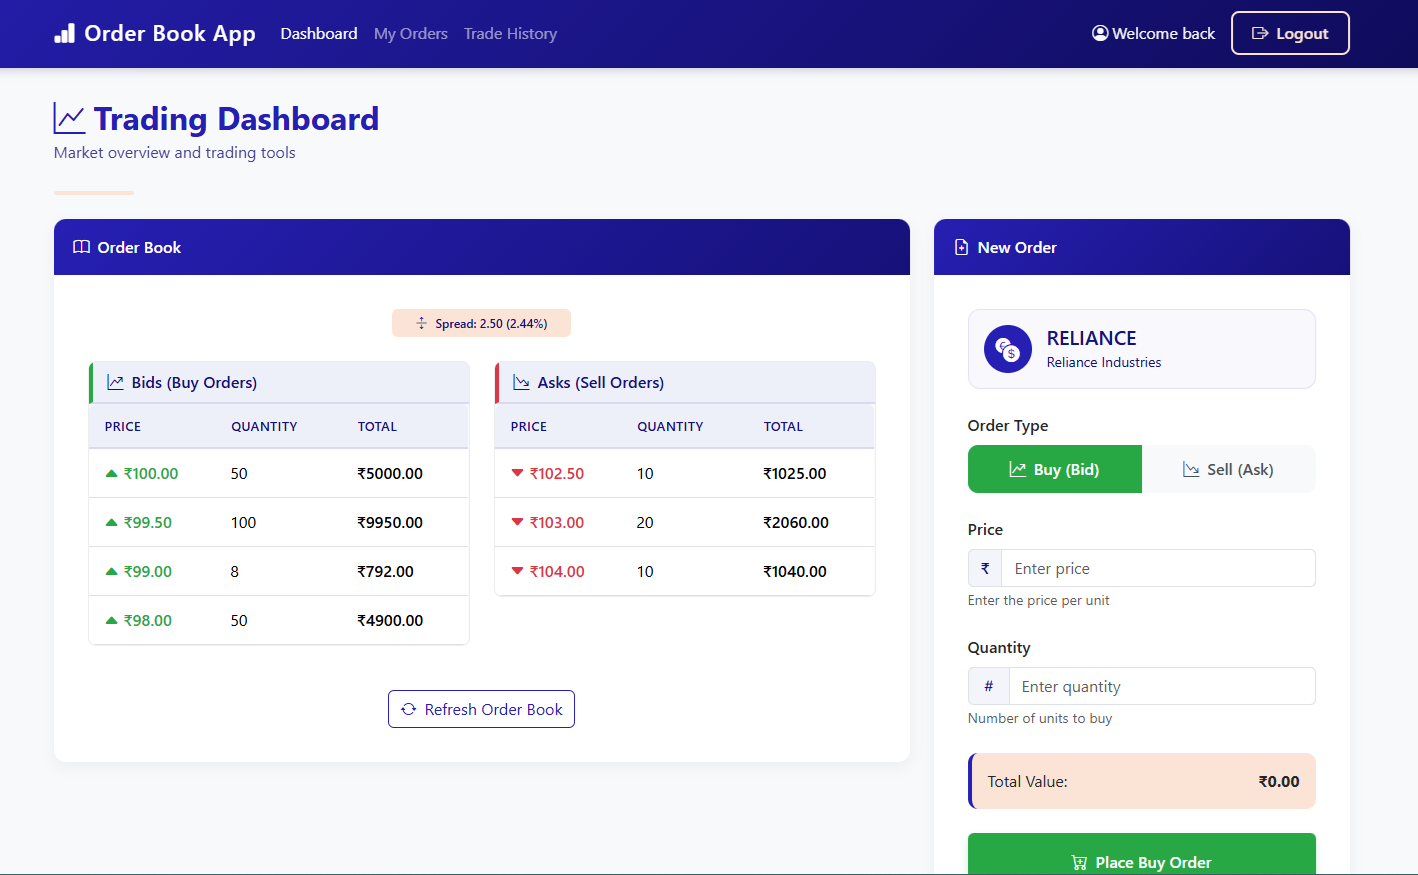 Order Book App Dashboard My Orders Trade History Welcome back Logout
Trading Dashboard
Market overview and trading tools
Order Book
Spread: 2.50 (2.44%)
Bids (Buy Orders)
PRICE QUANTITY TOTAL
₹100.00 50 ₹5000.00
₹99.50 100 ₹9950.00
₹99.00 8 ₹792.00
₹98.00 50 ₹4900.00
Asks (Sell Orders)
PRICE QUANTITY TOTAL
₹102.50 10 ₹1025.00
₹103.00 20 ₹2060.00
₹104.00 10 ₹1040.00
Refresh Order Book
New Order
€ $
RELIANCE
Reliance Industries
Order Type
Buy (Bid) Sell (Ask)
Price
₹ Enter price
Enter the price per unit
Quantity
# Enter quantity
Number of units to buy
Total Value: ₹0.00
Place Buy Order